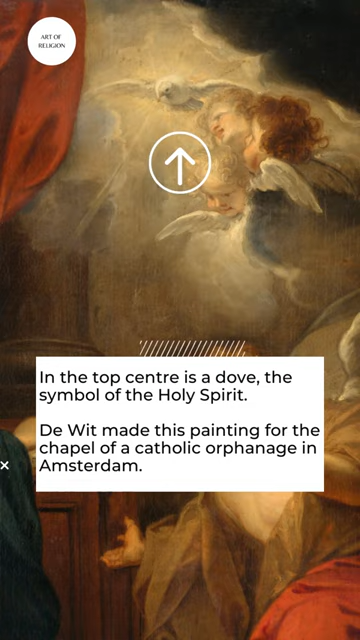 ART OF
RELIGION
In the top centre is a dove, the
symbol of the Holy Spirit.
De Wit made this painting for the
chapel of a catholic orphanage in
Amsterdam.